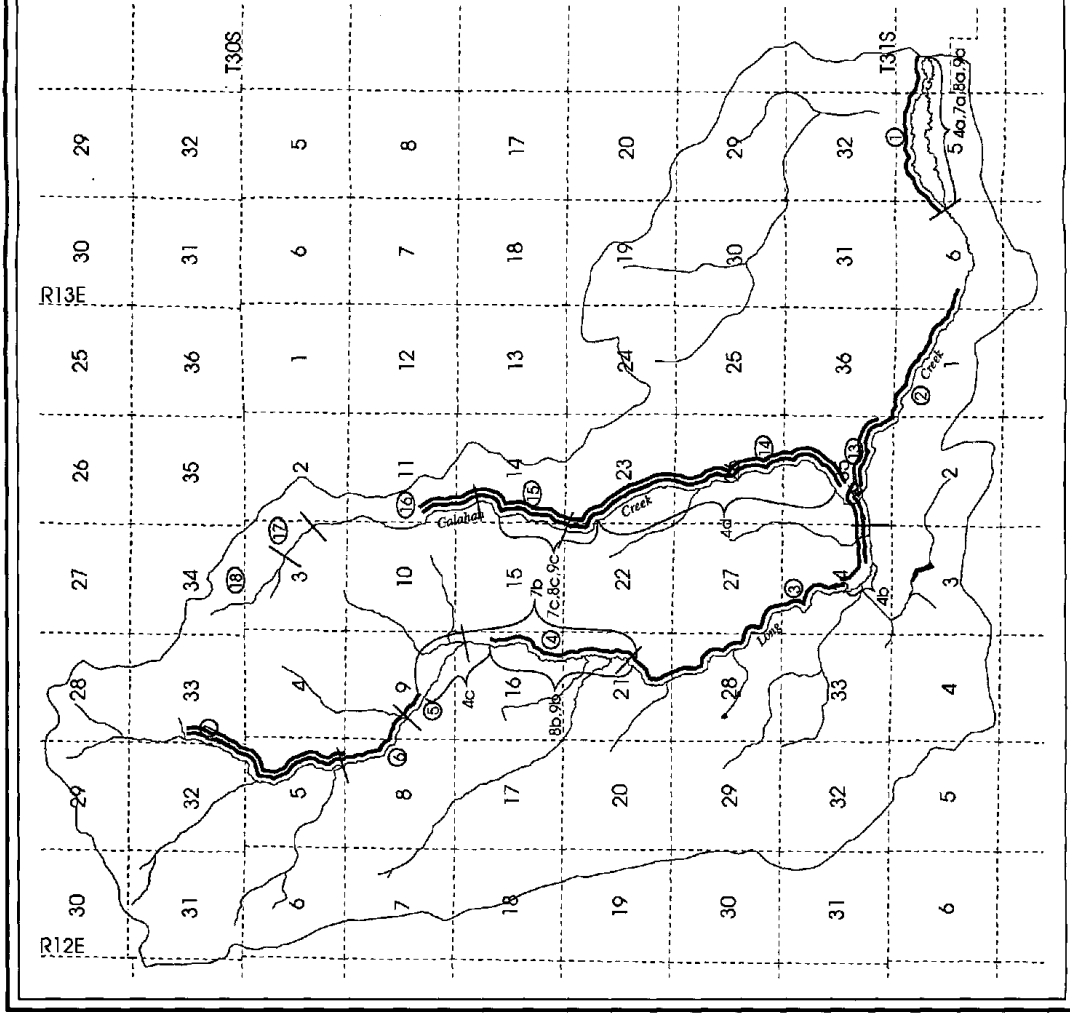 30 29 28 27 26 25 30 29
R12E R13E
31 32 33 34 35 36 31 32
18 T30S
17
6 5 4 3 2 1 6 5
7 8 9 10 11 12 7 8
6 5 16
4c Galahan
18 17 16 15 14 13 18 17
8b,9b 4 7b 7c,8c,9c 15
19 20 21 22 23 24 19 20
Creek
30 29 28 27 4d 14 25 30 29
Long 3
31 32 33 13 36 31 32
4b 2 Creek 1 T31S
6 5 4 3 2 1 6 5
4a,7a,8a,9a